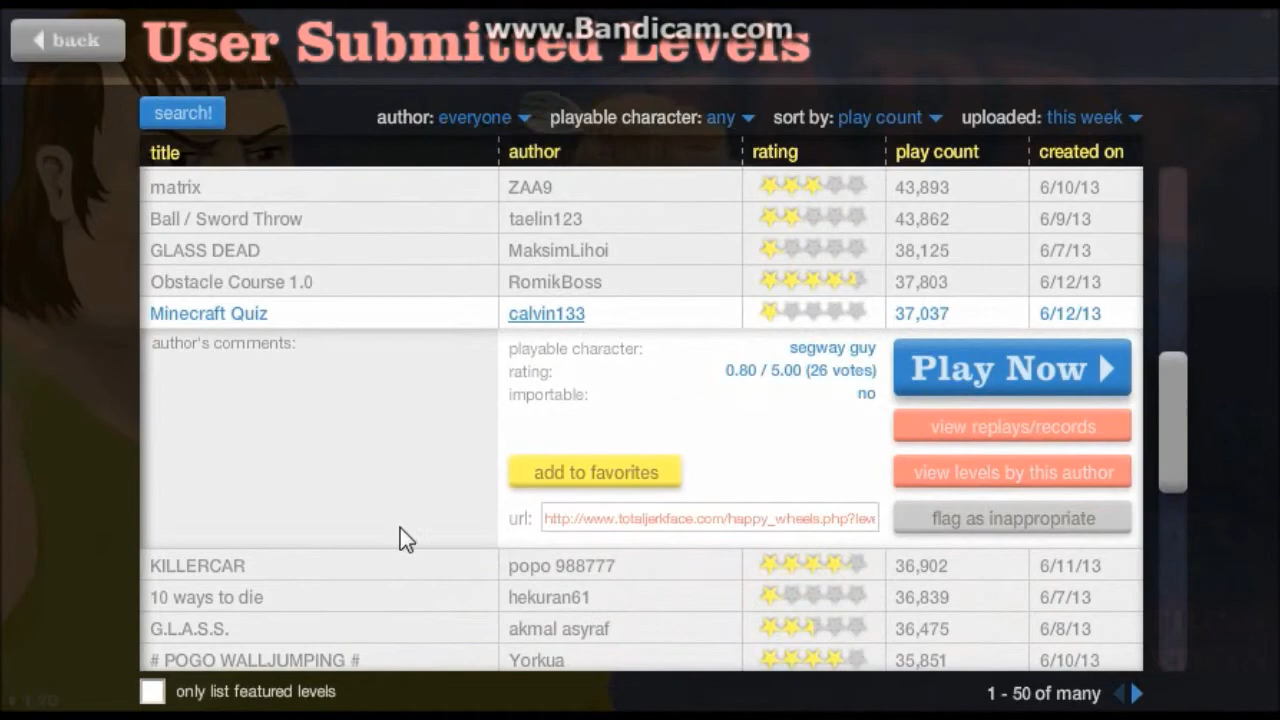 back
User Submitted Levels
www.Bandicam.com
search!
author: everyone playable character: any sort by: play count uploaded: this week
title author rating play count created on
matrix ZAA9 43,893 6/10/13
Ball / Sword Throw taelin123 43,862 6/9/13
GLASS DEAD MaksimLihoi 38,125 6/7/13
Obstacle Course 1.0 RomikBoss 37,803 6/12/13
Minecraft Quiz calvin133 37,037 6/12/13
author's comments:
playable character: segway guy
rating: 0.80 / 5.00 (26 votes)
importable: no
Play Now
view replays/records
add to favorites
view levels by this author
url: http://www.totaljerkface.com/happy_wheels.php?leve
flag as inappropriate
KILLERCAR popo 988777 36,902 6/11/13
10 ways to die hekuran61 36,839 6/7/13
G.L.A.S.S. akmal asyraf 36,475 6/8/13
# POGO WALLJUMPING # Yorkua 35,851 6/10/13
only list featured levels
1 - 50 of many